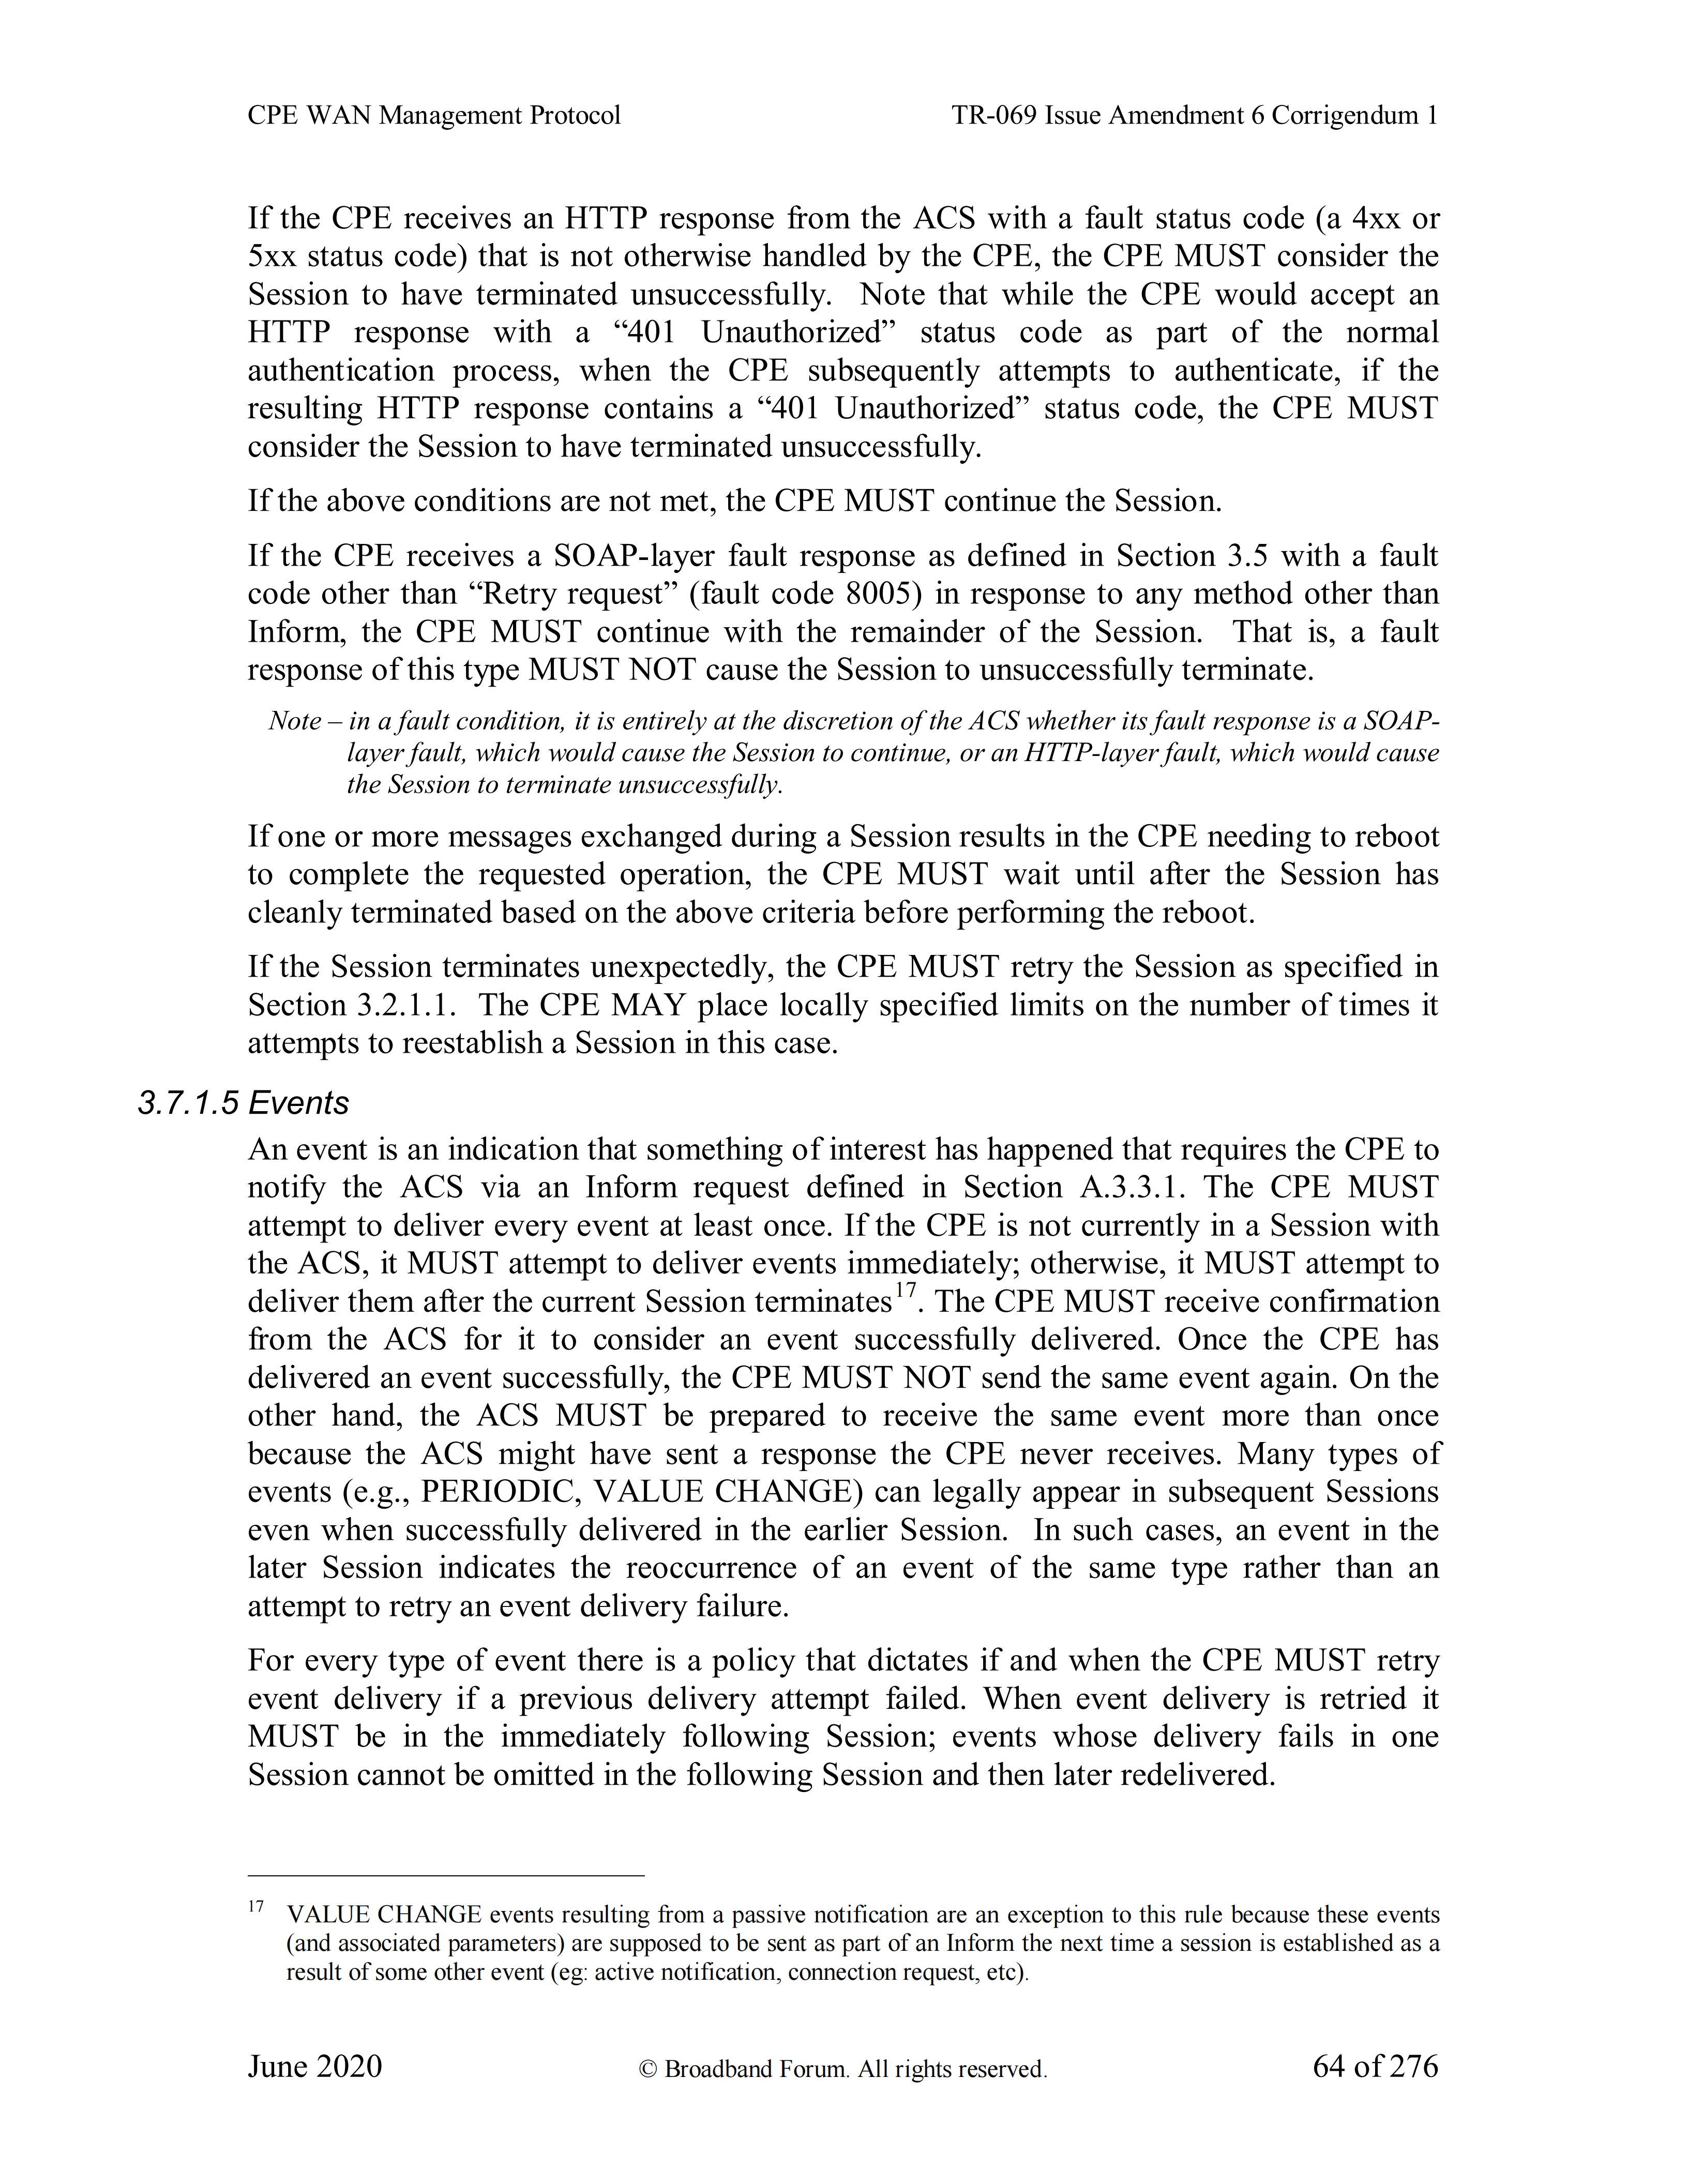 CPE WAN Management Protocol TR-069 Issue Amendment 6 Corrigendum 1
If the CPE receives an HTTP response from the ACS with a fault status code (a 4xx or
5xx status code) that is not otherwise handled by the CPE, the CPE MUST consider the
Session to have terminated unsuccessfully.  Note that while the CPE would accept an
HTTP response with a “401 Unauthorized” status code as part of the normal
authentication process, when the CPE subsequently attempts to authenticate, if the
resulting HTTP response contains a “401 Unauthorized” status code, the CPE MUST
consider the Session to have terminated unsuccessfully.
If the above conditions are not met, the CPE MUST continue the Session.
If the CPE receives a SOAP-layer fault response as defined in Section 3.5 with a fault
code other than “Retry request” (fault code 8005) in response to any method other than
Inform, the CPE MUST continue with the remainder of the Session.  That is, a fault
response of this type MUST NOT cause the Session to unsuccessfully terminate.
Note – in a fault condition, it is entirely at the discretion of the ACS whether its fault response is a SOAP-
layer fault, which would cause the Session to continue, or an HTTP-layer fault, which would cause
the Session to terminate unsuccessfully.
If one or more messages exchanged during a Session results in the CPE needing to reboot
to complete the requested operation, the CPE MUST wait until after the Session has
cleanly terminated based on the above criteria before performing the reboot.
If the Session terminates unexpectedly, the CPE MUST retry the Session as specified in
Section 3.2.1.1.  The CPE MAY place locally specified limits on the number of times it
attempts to reestablish a Session in this case.
3.7.1.5 Events
An event is an indication that something of interest has happened that requires the CPE to
notify the ACS via an Inform request defined in Section A.3.3.1. The CPE MUST
attempt to deliver every event at least once. If the CPE is not currently in a Session with
the ACS, it MUST attempt to deliver events immediately; otherwise, it MUST attempt to
deliver them after the current Session terminates17. The CPE MUST receive confirmation
from the ACS for it to consider an event successfully delivered. Once the CPE has
delivered an event successfully, the CPE MUST NOT send the same event again. On the
other hand, the ACS MUST be prepared to receive the same event more than once
because the ACS might have sent a response the CPE never receives. Many types of
events (e.g., PERIODIC, VALUE CHANGE) can legally appear in subsequent Sessions
even when successfully delivered in the earlier Session.  In such cases, an event in the
later Session indicates the reoccurrence of an event of the same type rather than an
attempt to retry an event delivery failure.
For every type of event there is a policy that dictates if and when the CPE MUST retry
event delivery if a previous delivery attempt failed. When event delivery is retried it
MUST be in the immediately following Session; events whose delivery fails in one
Session cannot be omitted in the following Session and then later redelivered.
17 VALUE CHANGE events resulting from a passive notification are an exception to this rule because these events
(and associated parameters) are supposed to be sent as part of an Inform the next time a session is established as a
result of some other event (eg: active notification, connection request, etc).
June 2020 © Broadband Forum. All rights reserved. 64 of 276